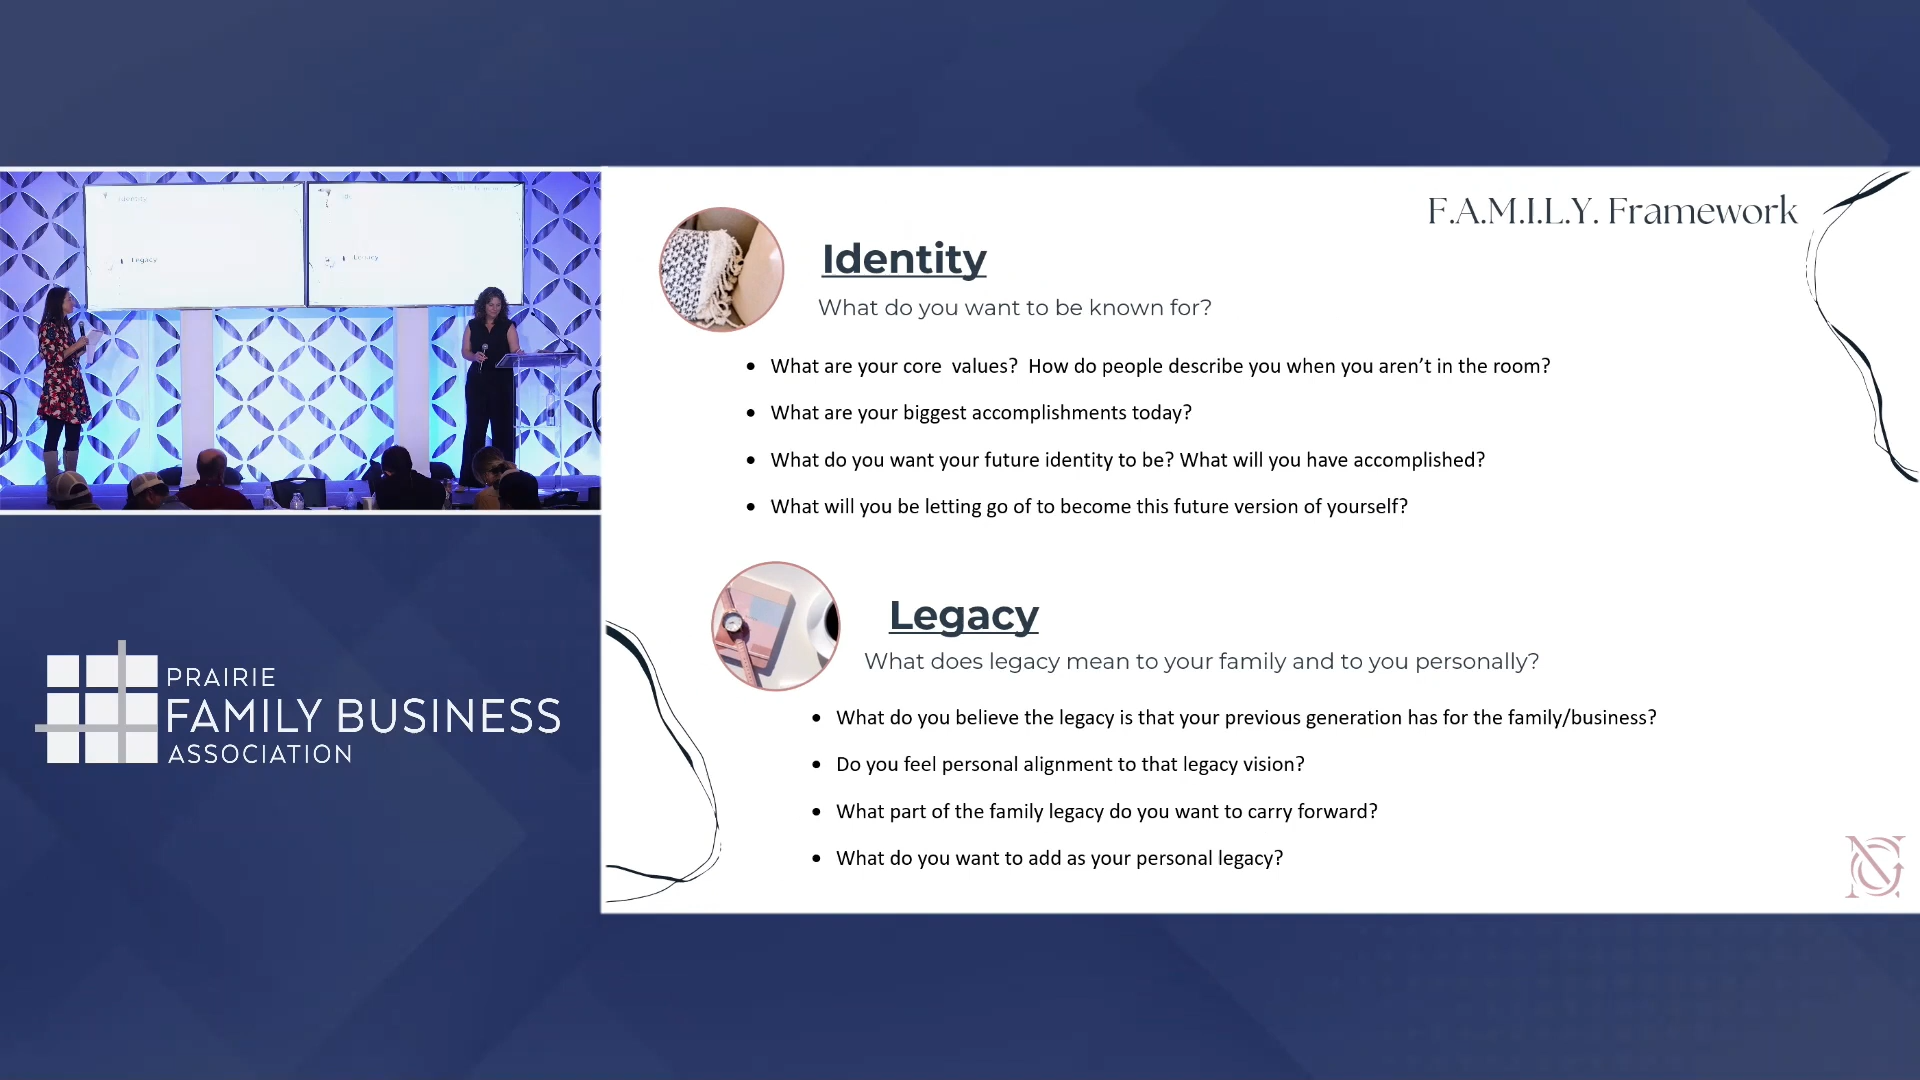 F.A.M.I.L.Y. Framework
Identity
What do you want to be known for?
• What are your core  values?  How do people describe you when you aren’t in the room?
• What are your biggest accomplishments today?
• What do you want your future identity to be? What will you have accomplished?
• What will you be letting go of to become this future version of yourself?
Legacy
What does legacy mean to your family and to you personally?
• What do you believe the legacy is that your previous generation has for the family/business?
• Do you feel personal alignment to that legacy vision?
• What part of the family legacy do you want to carry forward?
• What do you want to add as your personal legacy?
Identity
Legacy
Legacy
PRAIRIE
FAMILY BUSINESS
ASSOCIATION